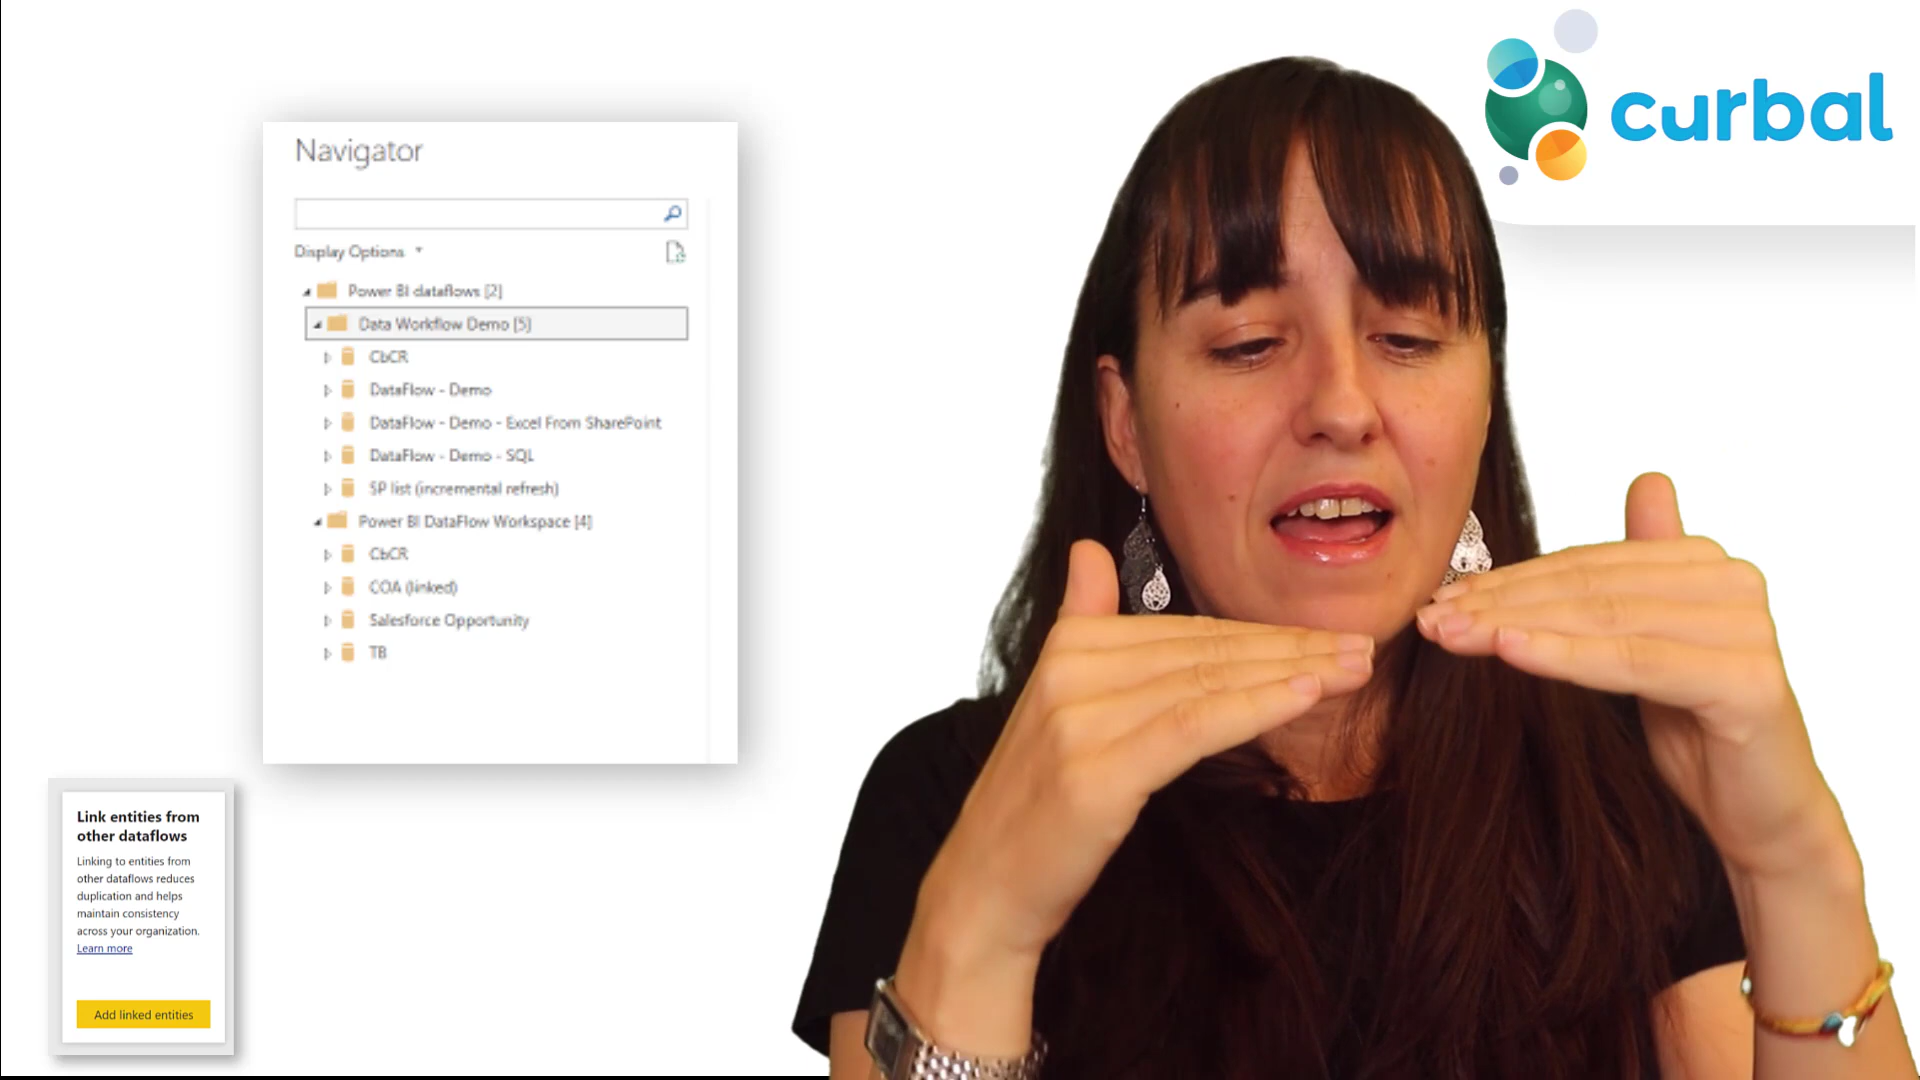 curbal
Navigator
Display Options
Power BI dataflows [2]
Data Workflow Demo [5]
CbCR
DataFlow - Demo
DataFlow - Demo - Excel From SharePoint
DataFlow - Demo - SQL
SP list (incremental refresh)
Power BI DataFlow Workspace [4]
CbCR
COA (linked)
Salesforce Opportunity
TB
Link entities from
other dataflows
Linking to entities from
other dataflows reduces
duplication and helps
maintain consistency
across your organization.
Learn more
Add linked entities